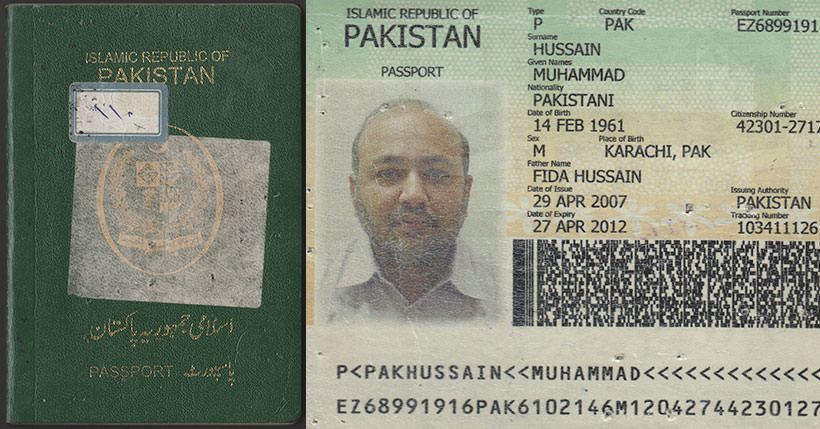 ISLAMIC REPUBLIC OF
PAKISTAN
اسلامی جمہوریہ پاکستان
PASSPORT پاسپورٹ
ISLAMIC REPUBLIC OF
PAKISTAN
PASSPORT
Type Country Code Passport Number
P PAK EZ6899191
Surname
HUSSAIN
Given Names
MUHAMMAD
Nationality
PAKISTANI
Date of Birth Citizenship Number
14 FEB 1961 42301-2717
Sex Place of Birth
M KARACHI, PAK
Father Name
FIDA HUSSAIN
Date of Issue Issuing Authority
29 APR 2007 PAKISTAN
Date of Expiry Tracking Number
27 APR 2012 103411126
P<PAKHUSSAIN<<MUHAMMAD<<<<<<<<<<<<<<
EZ68991916PAK6102146M12042744230127